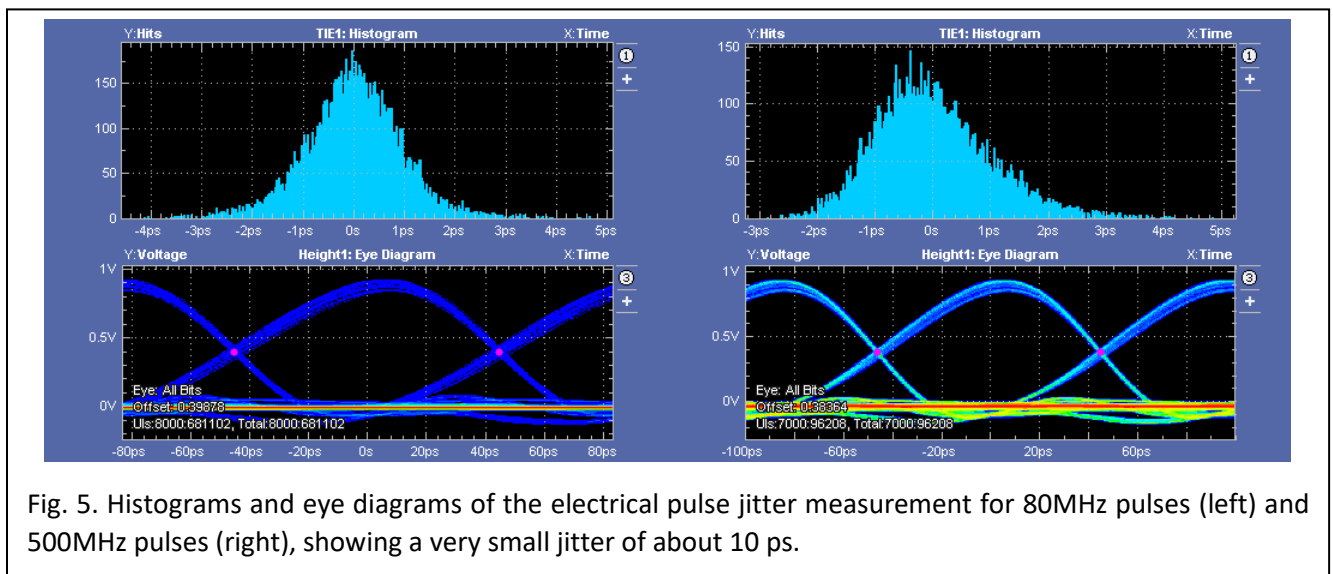 Y:Hits TIE1: Histogram X:Time
1
+
150
100
50
0
-4ps -3ps -2ps -1ps 0s 1ps 2ps 3ps 4ps 5ps
Y:Voltage Height1: Eye Diagram X:Time
3
+
1V
0.5V
0V
Eye: All Bits
Offset: 0.39878
UIs:8000:681102, Total:8000:681102
-80ps -60ps -40ps -20ps 0s 20ps 40ps 60ps 80ps
Y:Hits TIE1: Histogram X:Time
1
+
150
100
50
0
-3ps -2ps -1ps 0s 1ps 2ps 3ps 4ps 5ps
Y:Voltage Height1: Eye Diagram X:Time
3
+
1V
0.5V
0V
Eye: All Bits
Offset: 0.38364
UIs:7000:96208, Total:7000:96208
-100ps -60ps -20ps 20ps 60ps
Fig. 5. Histograms and eye diagrams of the electrical pulse jitter measurement for 80MHz pulses (left) and
500MHz pulses (right), showing a very small jitter of about 10 ps.